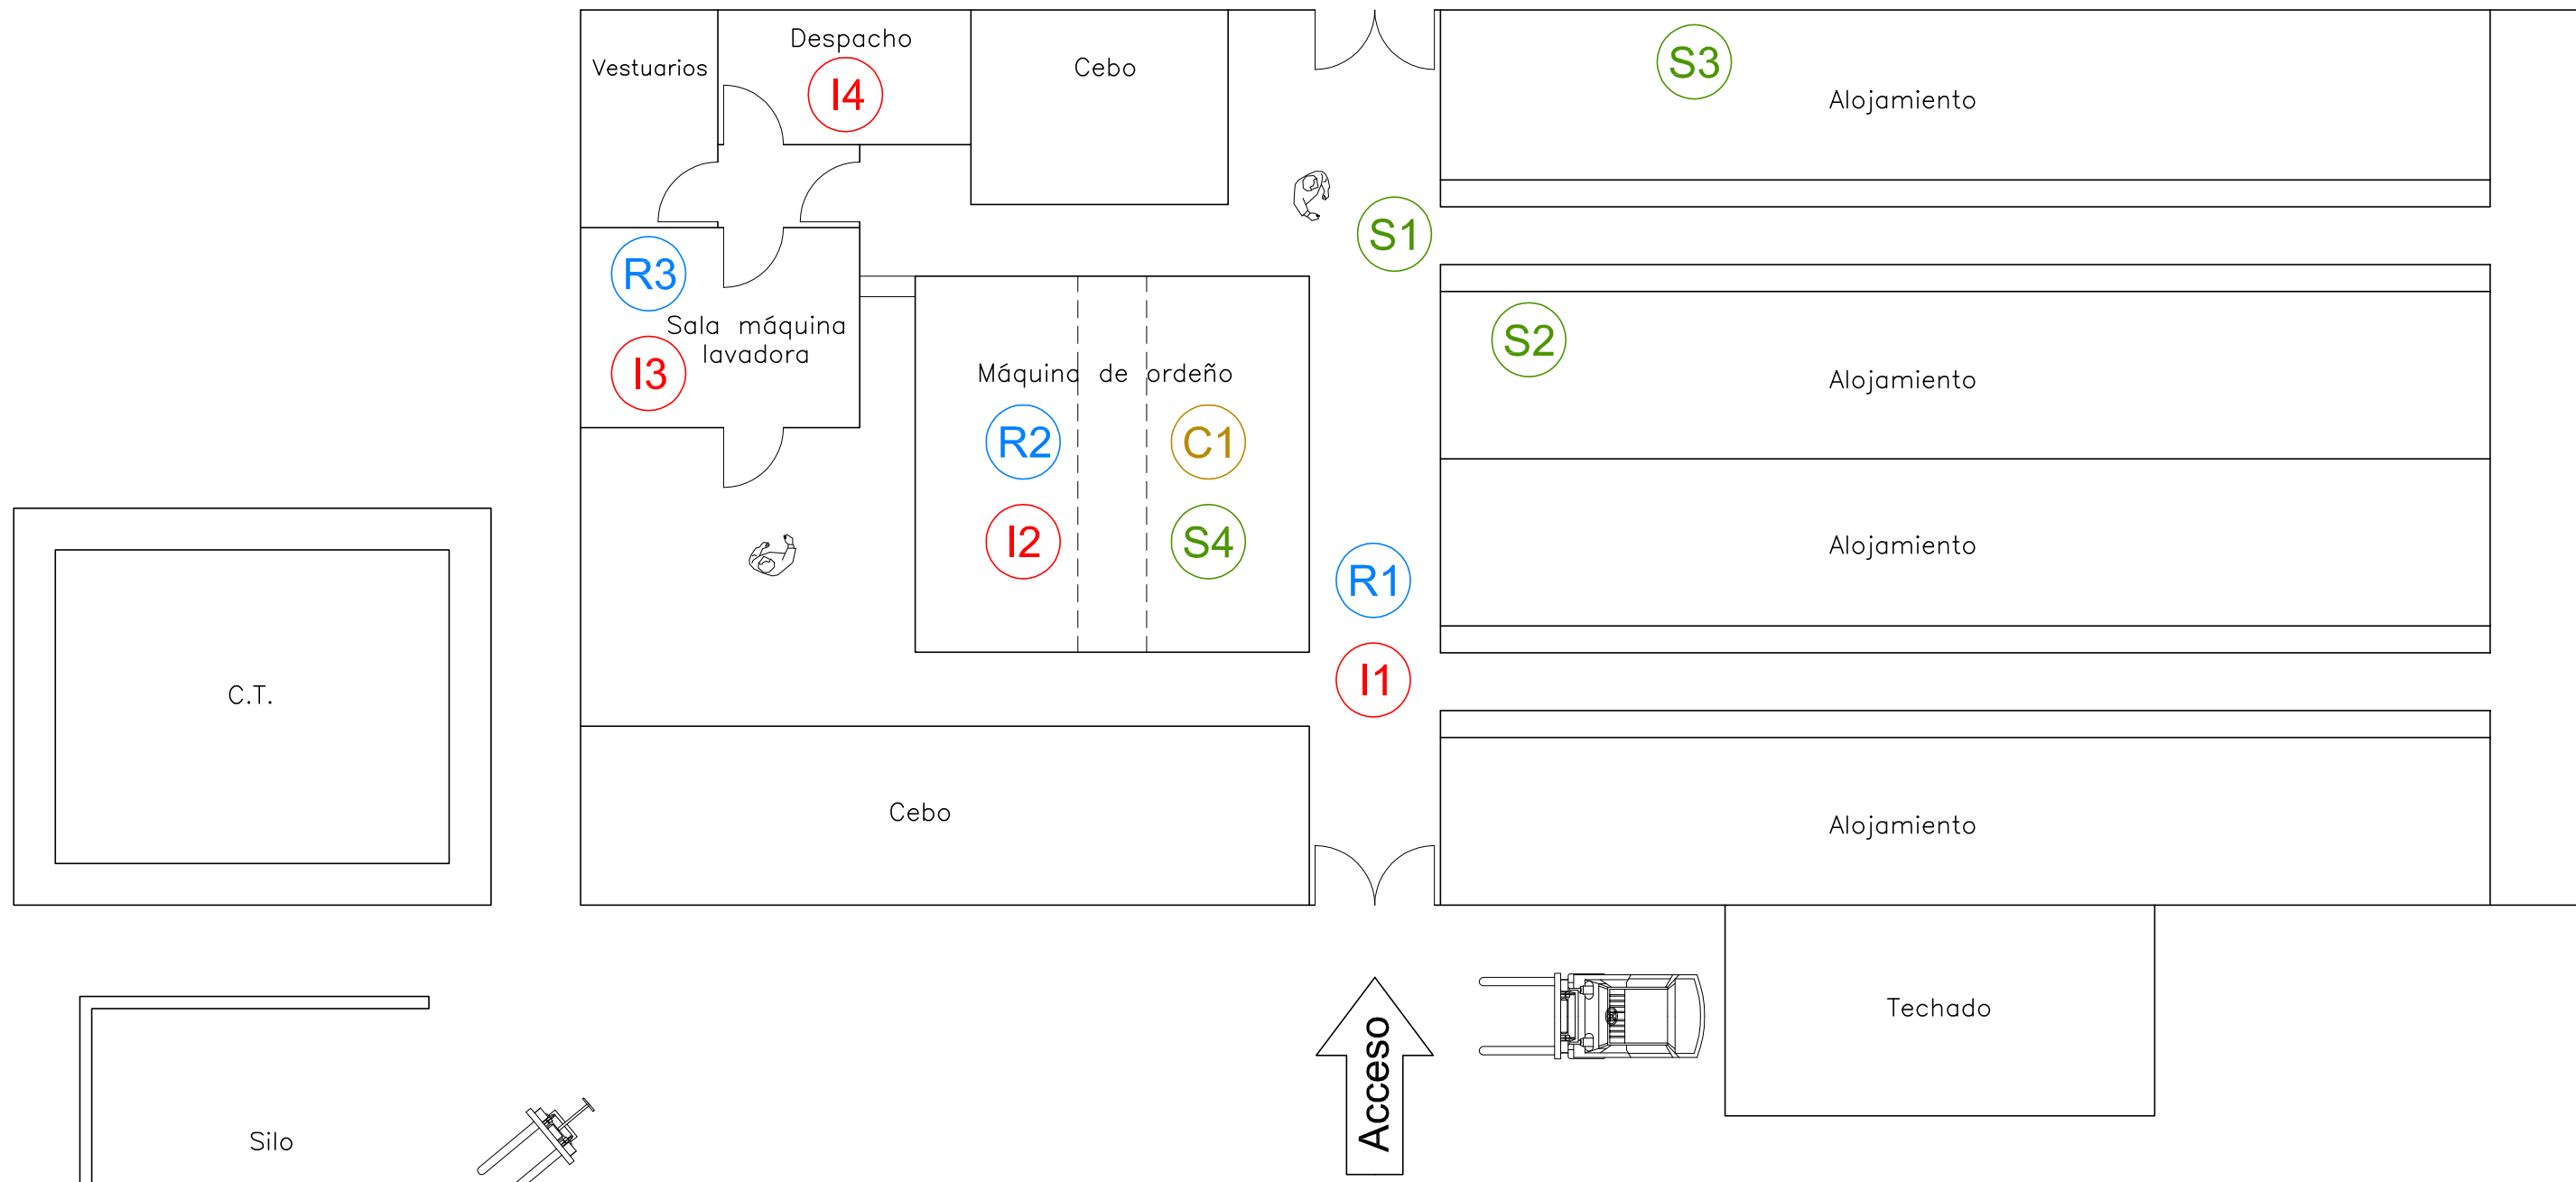 Despacho
Vestuarios
Cebo
I4
S3
Alojamiento
S1
R3
Sala máquina
lavadora
I3
S2
Máquina de ordeño
Alojamiento
R2
C1
I2
S4
Alojamiento
R1
I1
C.T.
Cebo
Alojamiento
Techado
Acceso
Silo